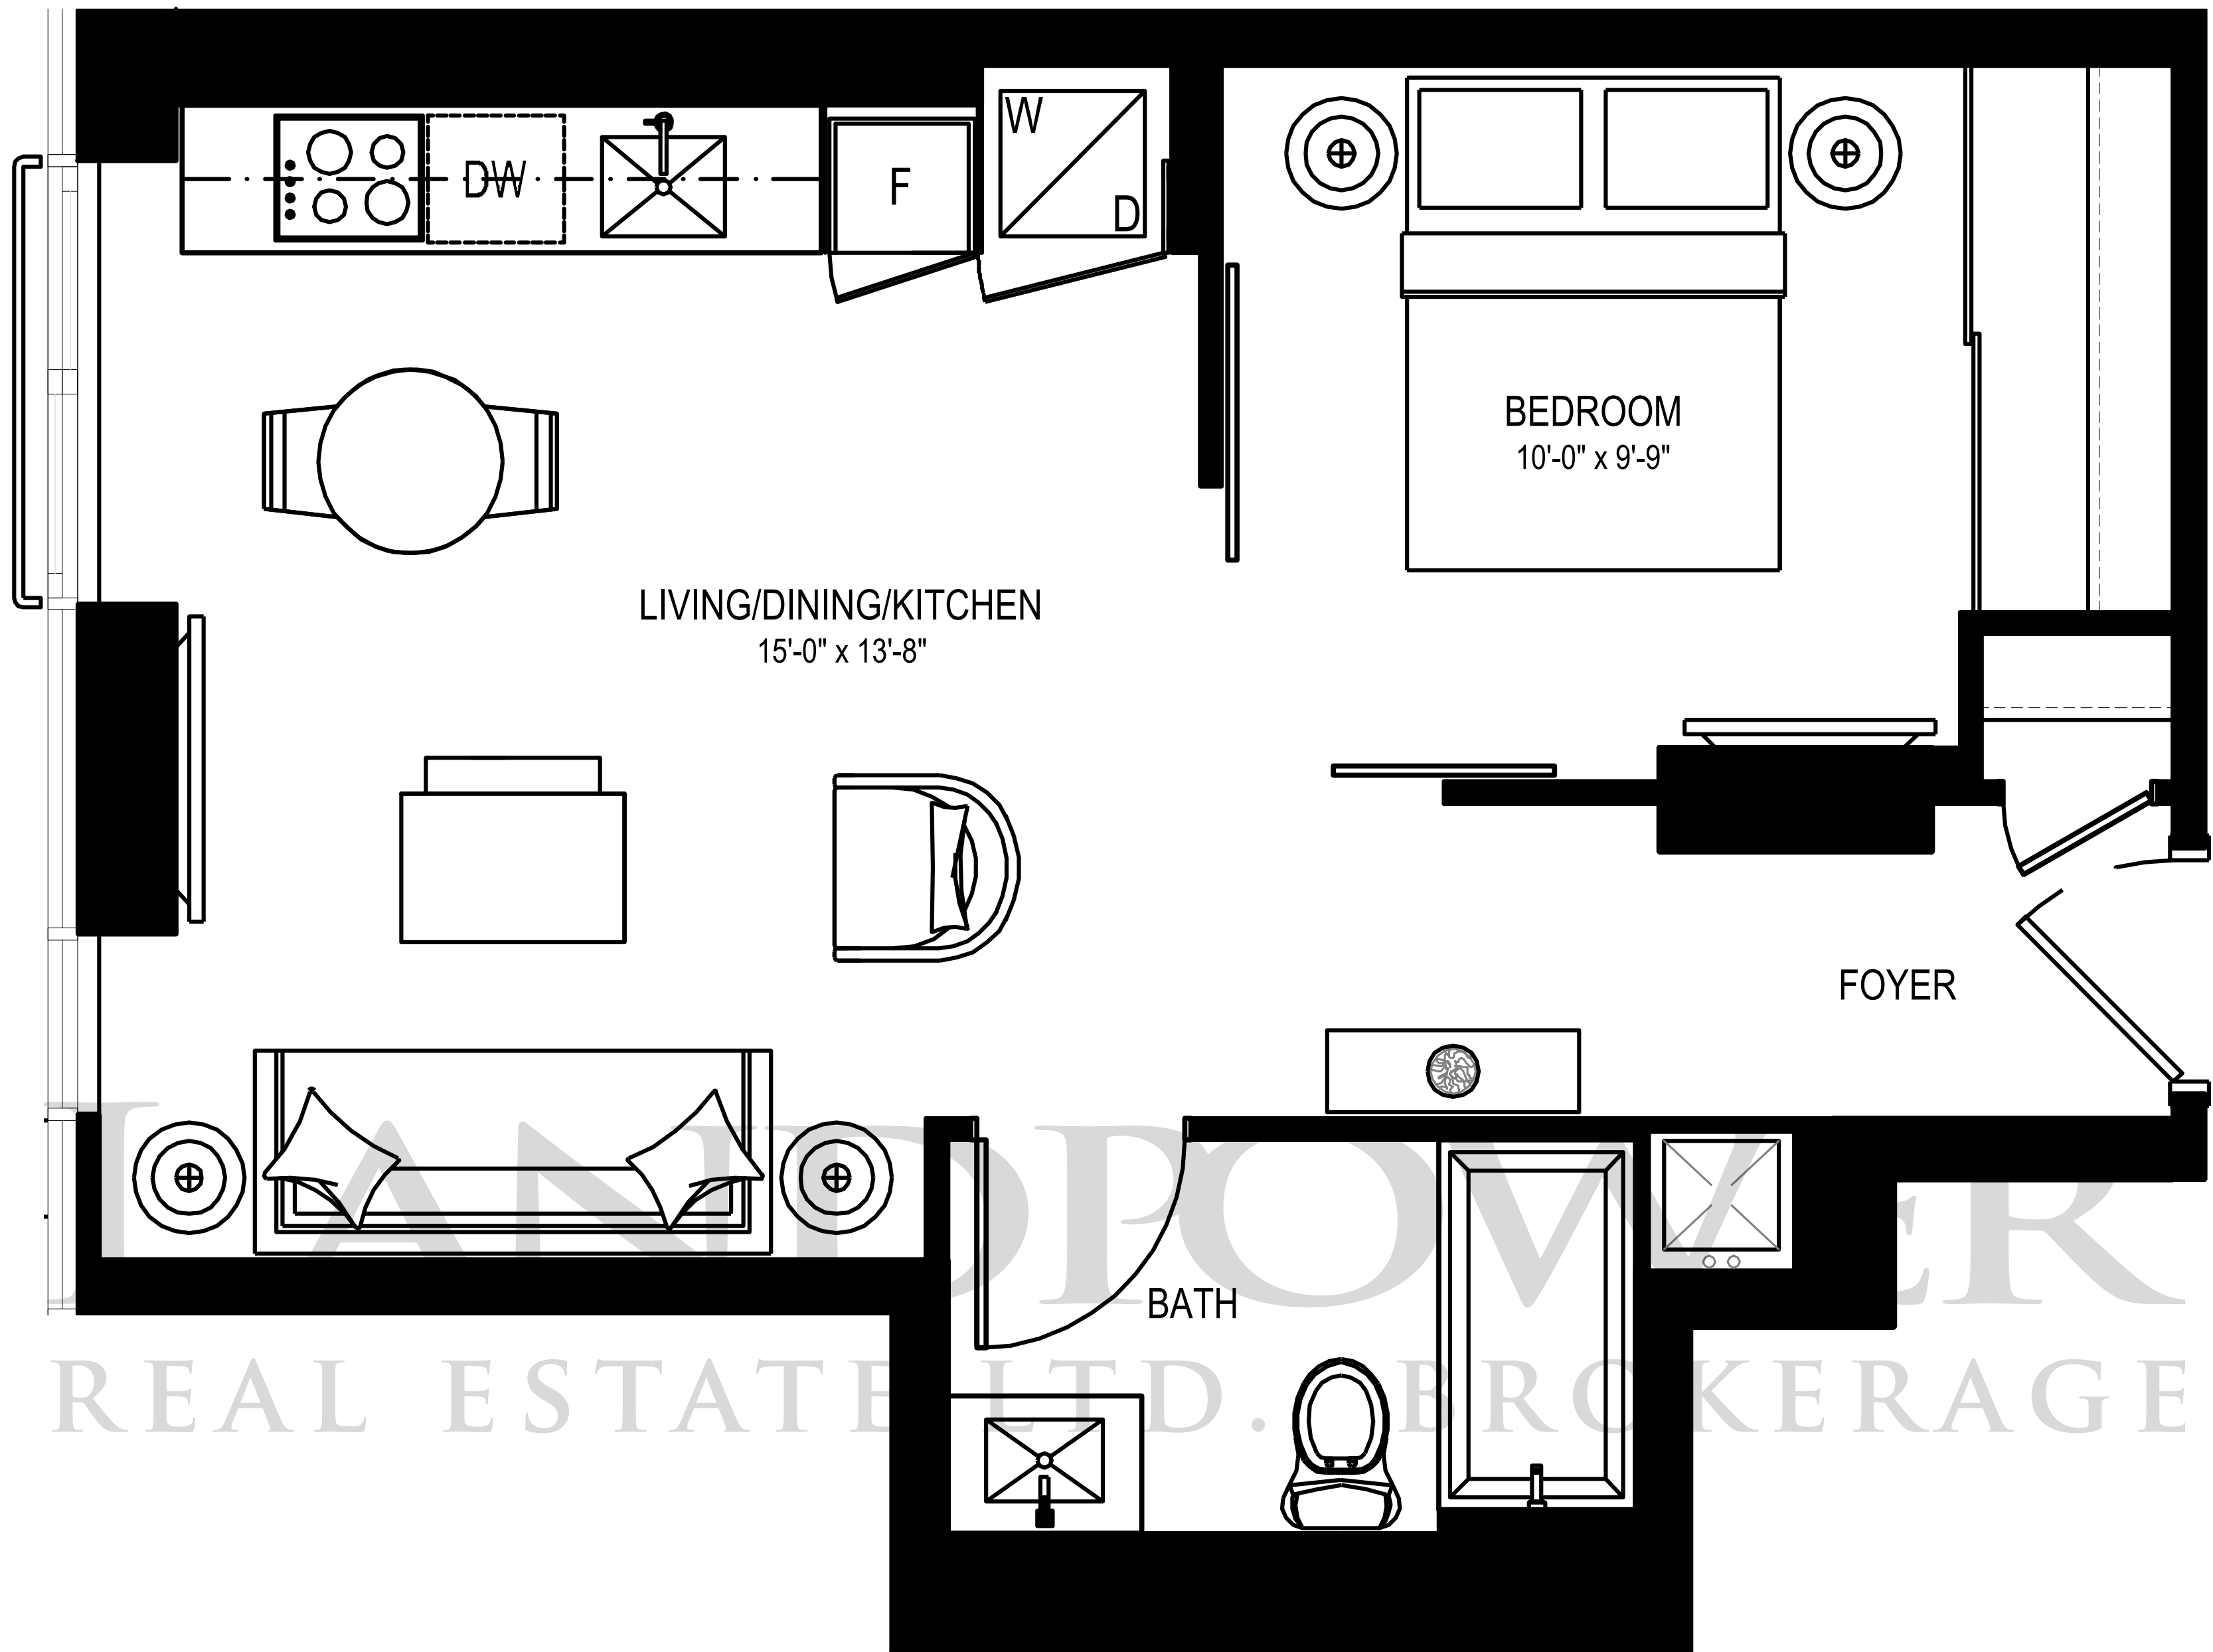 W
DW
F
D
BEDROOM
10'-0" x 9'-9"
LIVING/DINING/KITCHEN
15'-0" x 13'-8"
FOYER
BATH
LANDPOWER
REAL ESTATE LTD. BROKERAGE